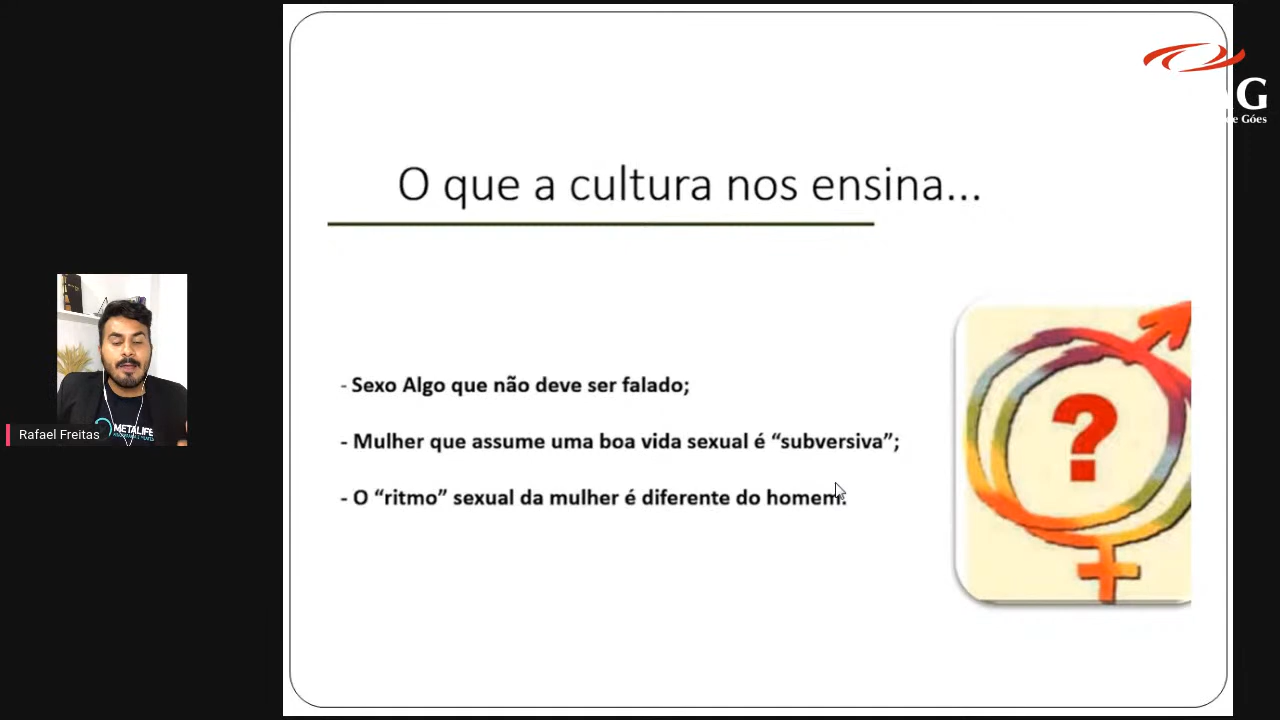 G
de Góes
O que a cultura nos ensina...
- Sexo Algo que não deve ser falado;
- Mulher que assume uma boa vida sexual é “subversiva”;
- O “ritmo” sexual da mulher é diferente do homem.
?
METALIFE
Rafael Freitas